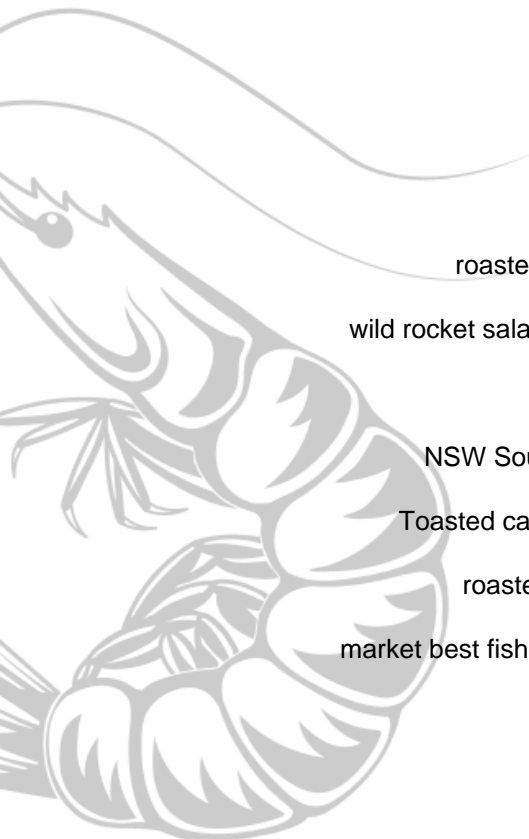 roaste
wild rocket sala
NSW Sou
Toasted ca
roaste
market best fish